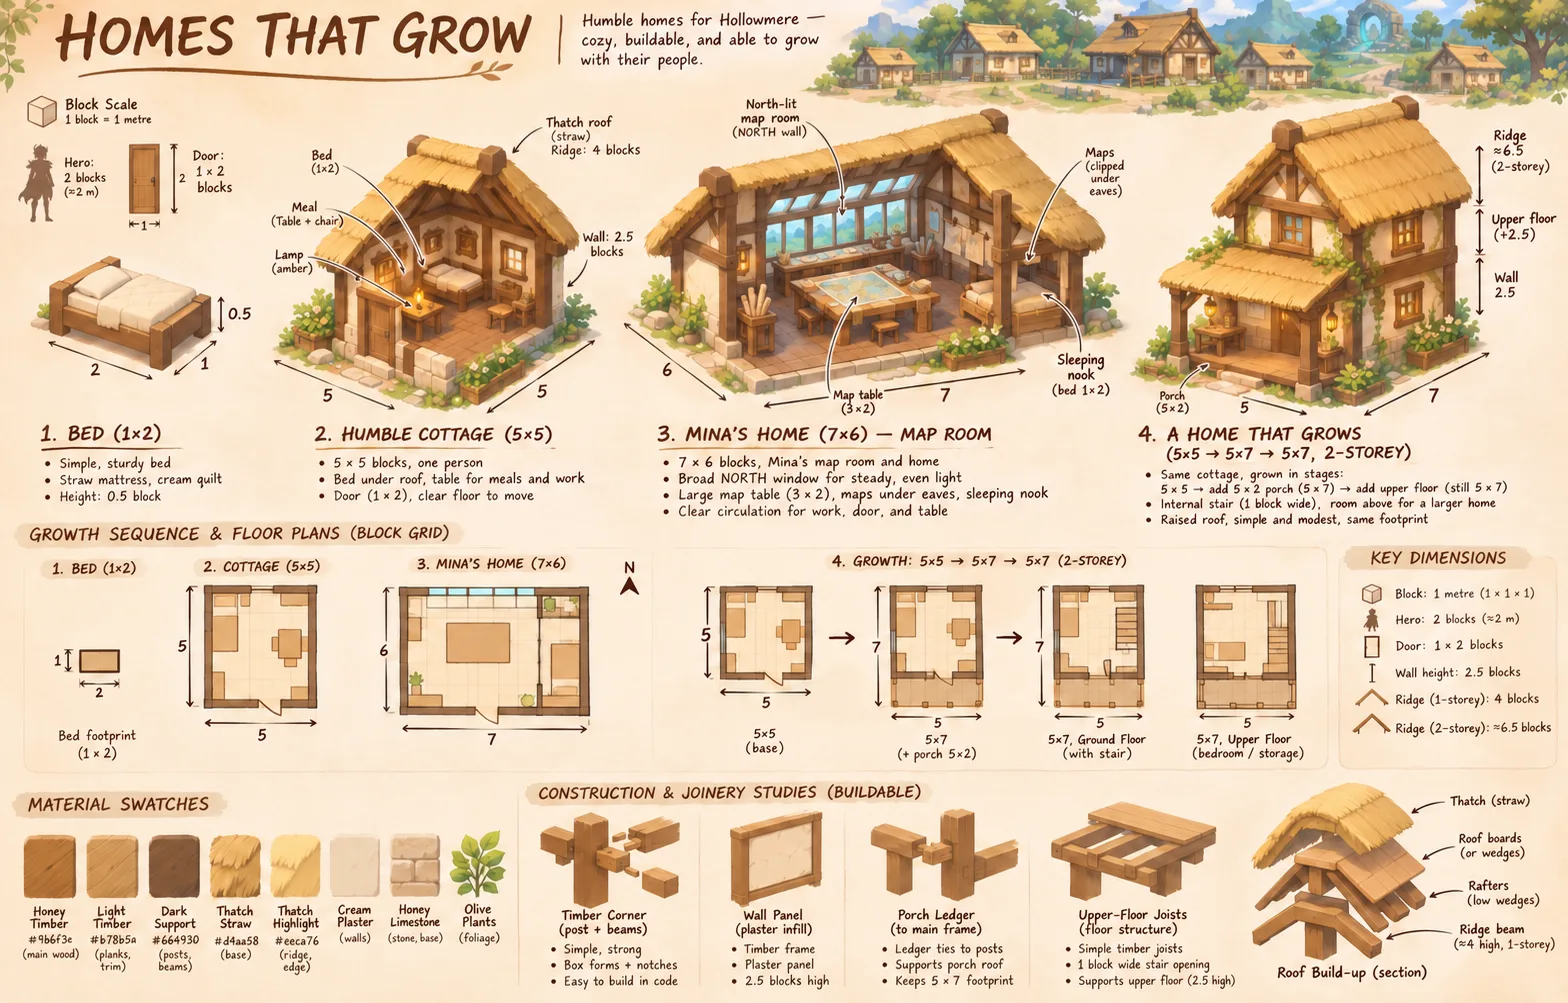 HOMES THAT GROW
Humble homes for Hollowmere —
cozy, buildable, and able to grow
with their people.
Block Scale
1 block = 1 metre
Hero:
2 blocks
(≈2 m)
2
1
Door:
1 × 2
blocks
0.5
2
1
1. BED (1×2)
• Simple, sturdy bed
• Straw mattress, cream quilt
• Height: 0.5 block
Thatch roof
(straw)
Ridge: 4 blocks
Bed
(1×2)
Meal
(Table + chair)
Lamp
(amber)
Wall: 2.5
blocks
5
5
2. HUMBLE COTTAGE (5×5)
• 5 × 5 blocks, one person
• Bed under roof, table for meals and work
• Door (1 × 2), clear floor to move
North-lit
map room
(NORTH wall)
Maps
(clipped
under
eaves)
Sleeping
nook
(bed 1×2)
Map table
(3×2)
6
7
3. MINA'S HOME (7×6) — MAP ROOM
• 7 × 6 blocks, Mina's map room and home
• Broad NORTH window for steady, even light
• Large map table (3 × 2), maps under eaves, sleeping nook
• Clear circulation for work, door, and table
Ridge
≈6.5
(2-storey)
Upper floor
(+2.5)
Wall
2.5
Porch
(5×2)
5
7
4. A HOME THAT GROWS
(5×5 → 5×7 → 5×7, 2-STOREY)
• Same cottage, grown in stages:
5 × 5 → add 5 × 2 porch (5 × 7) → add upper floor (still 5 × 7)
• Internal stair (1 block wide), room above for a larger home
• Raised roof, simple and modest, same footprint
GROWTH SEQUENCE & FLOOR PLANS (BLOCK GRID)
1. BED (1×2)
1
2
Bed footprint
(1 × 2)
2. COTTAGE (5×5)
5
5
3. MINA'S HOME (7×6)
6
7
N
4. GROWTH: 5×5 → 5×7 → 5×7 (2-STOREY)
5
5
5×5
(base)
7
5
5×7
(+ porch 5×2)
7
5
5×7, Ground Floor
(with stair)
5
5×7, Upper Floor
(bedroom / storage)
KEY DIMENSIONS
Block: 1 metre (1 × 1 × 1)
Hero: 2 blocks (≈2 m)
Door: 1 × 2 blocks
Wall height: 2.5 blocks
Ridge (1-storey): 4 blocks
Ridge (2-storey): ≈6.5 blocks
MATERIAL SWATCHES
Honey
Timber
#9b6f3e
(main wood)
Light
Timber
#b78b5a
(planks,
trim)
Dark
Support
#664930
(posts,
beams)
Thatch
Straw
#d4aa58
(base)
Thatch
Highlight
#eeca76
(ridge,
edge)
Cream
Plaster
(walls)
Honey
Limestone
(stone, base)
Olive
Plants
(foliage)
CONSTRUCTION & JOINERY STUDIES (BUILDABLE)
Timber Corner
(post + beams)
• Simple, strong
• Box forms + notches
• Easy to build in code
Wall Panel
(plaster infill)
• Timber frame
• Plaster panel
• 2.5 blocks high
Porch Ledger
(to main frame)
• Ledger ties to posts
• Supports porch roof
• Keeps 5 × 7 footprint
Upper-Floor Joists
(floor structure)
• Simple timber joists
• 1 block wide stair opening
• Supports upper floor (2.5 high)
Thatch (straw)
Roof boards
(or wedges)
Rafters
(low wedges)
Ridge beam
(≈4 high, 1-storey)
Roof Build-up (section)